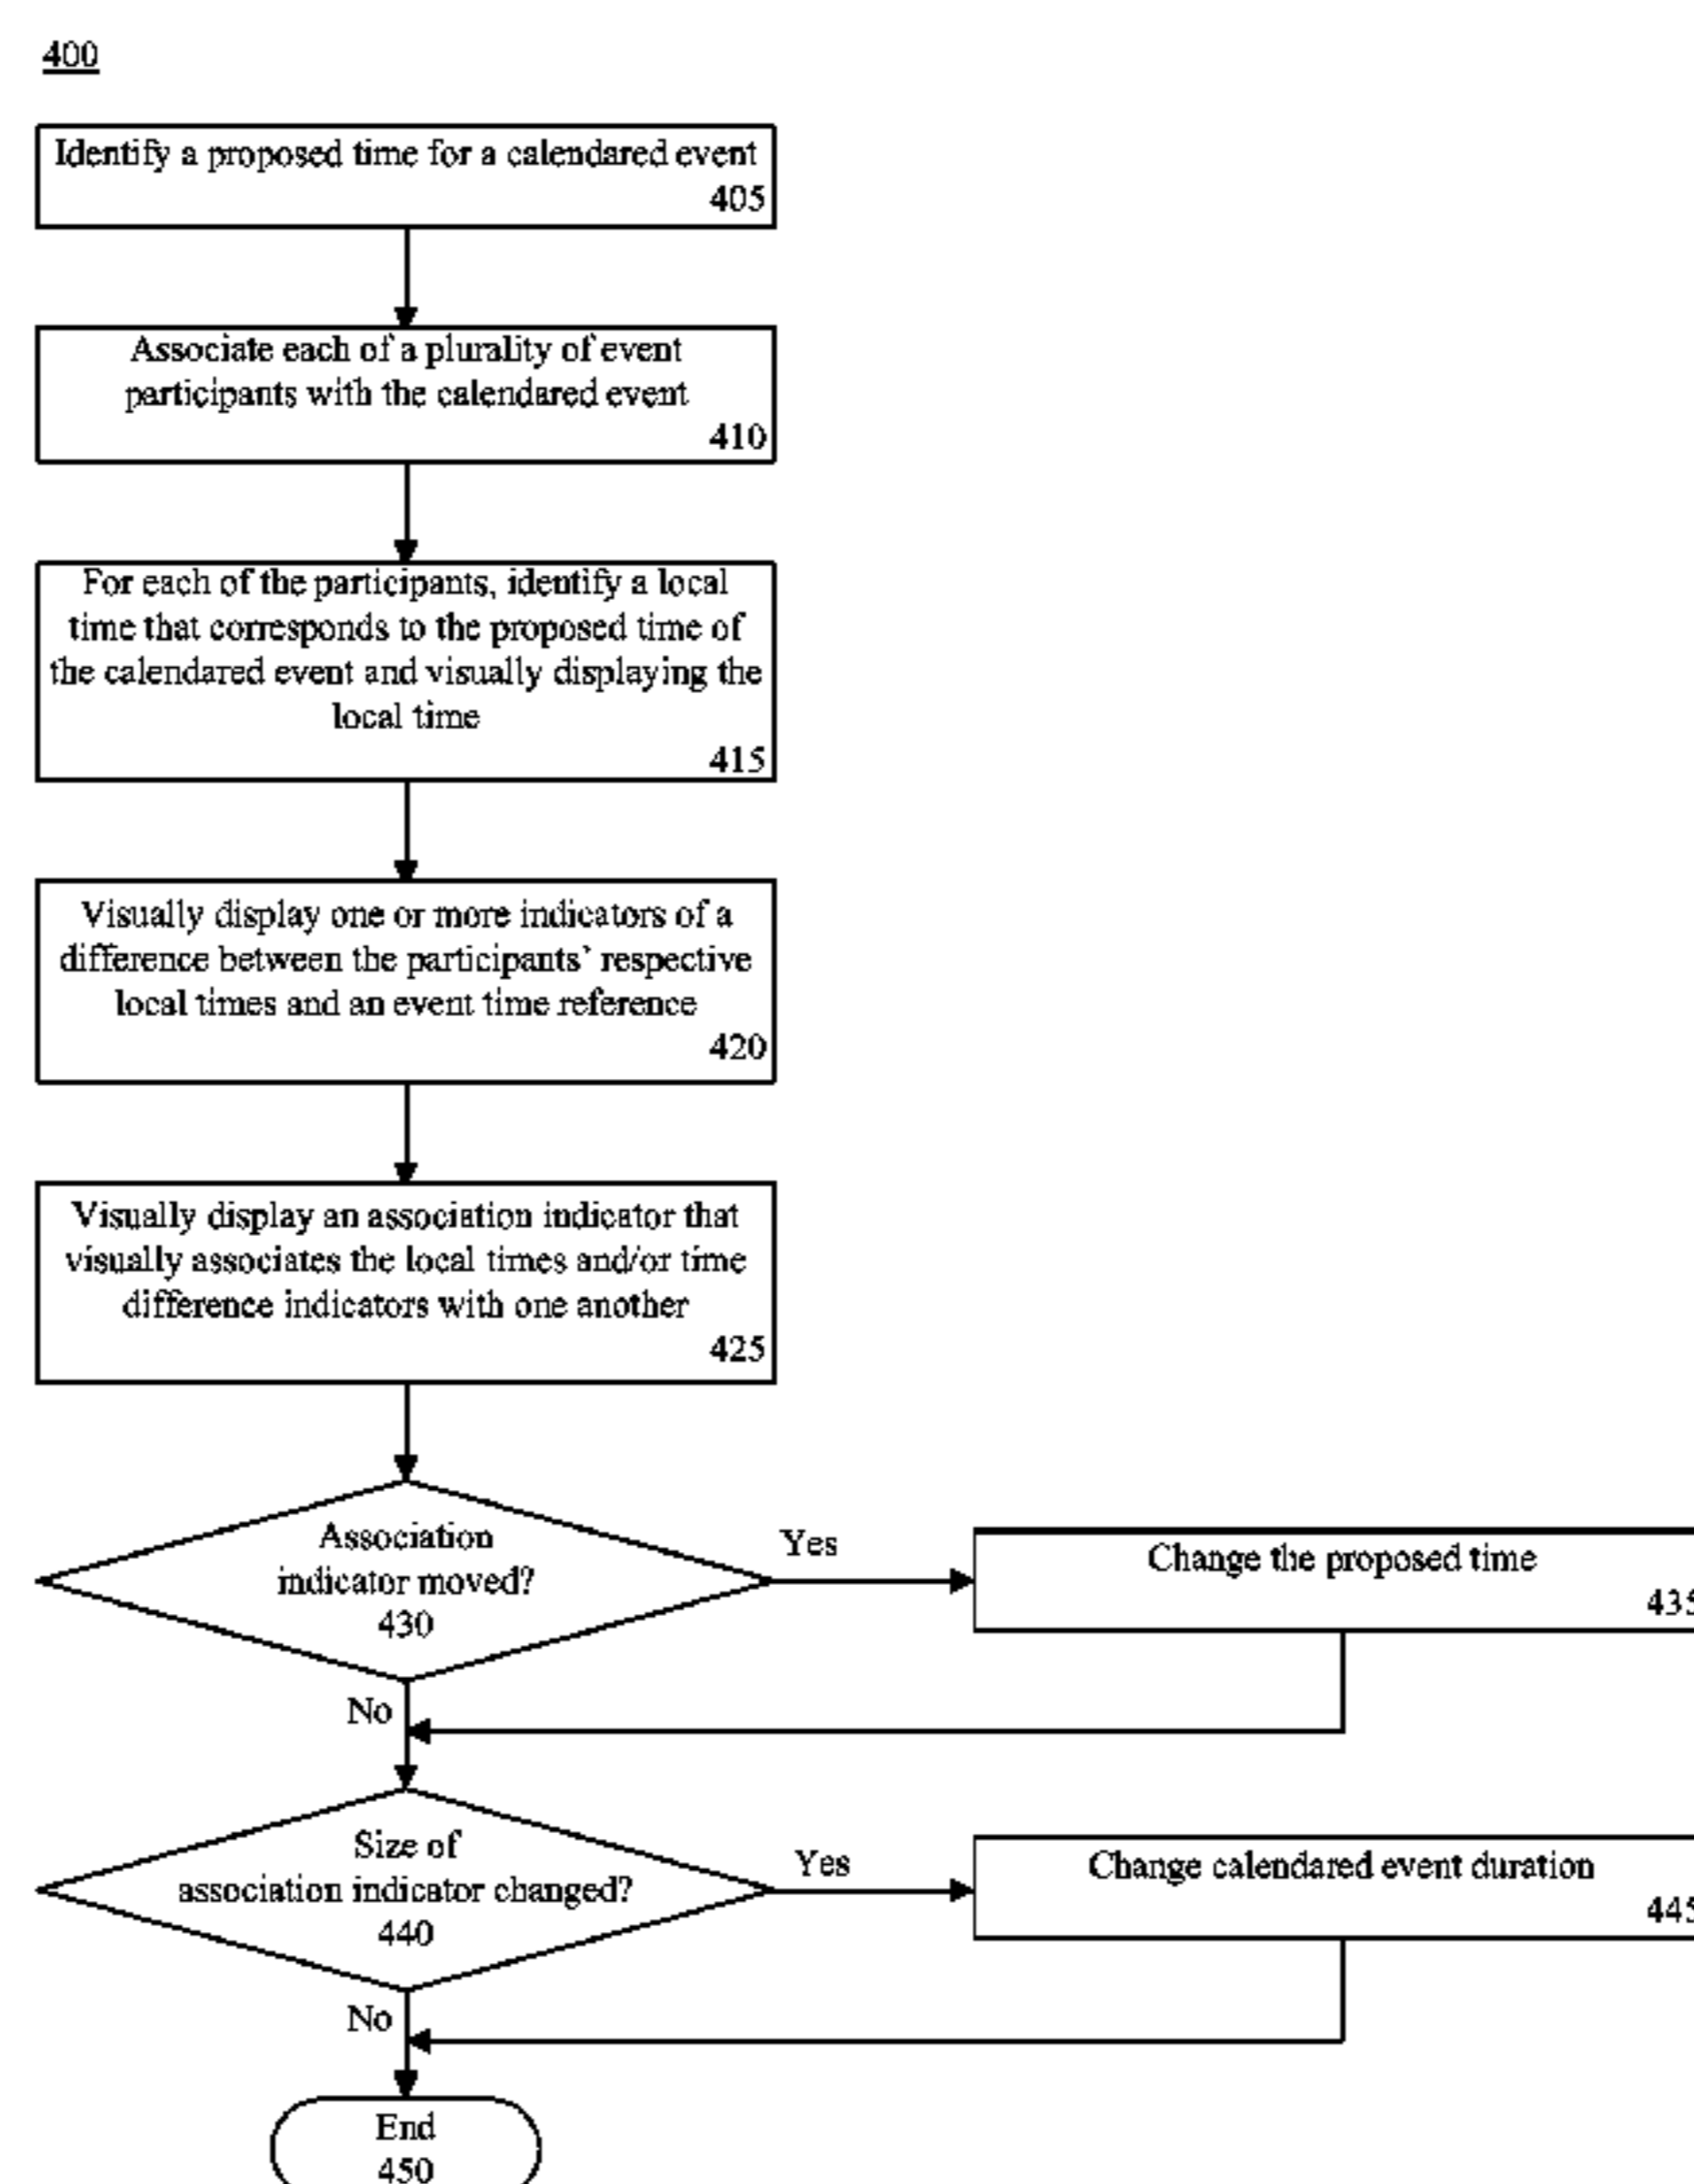 400
Identify a proposed time for a calendared event
405
Associate each of a plurality of event
participants with the calendared event
410
For each of the participants, identify a local
time that corresponds to the proposed time of
the calendared event and visually displaying the
local time
415
Visually display one or more indicators of a
difference between the participants' respective
local times and an event time reference
420
Visually display an association indicator that
visually associates the local times and/or time
difference indicators with one another
425
Association
indicator moved?
430
Yes
Change the proposed time
435
No
Size of
association indicator changed?
440
Yes
Change calendared event duration
445
No
End
450